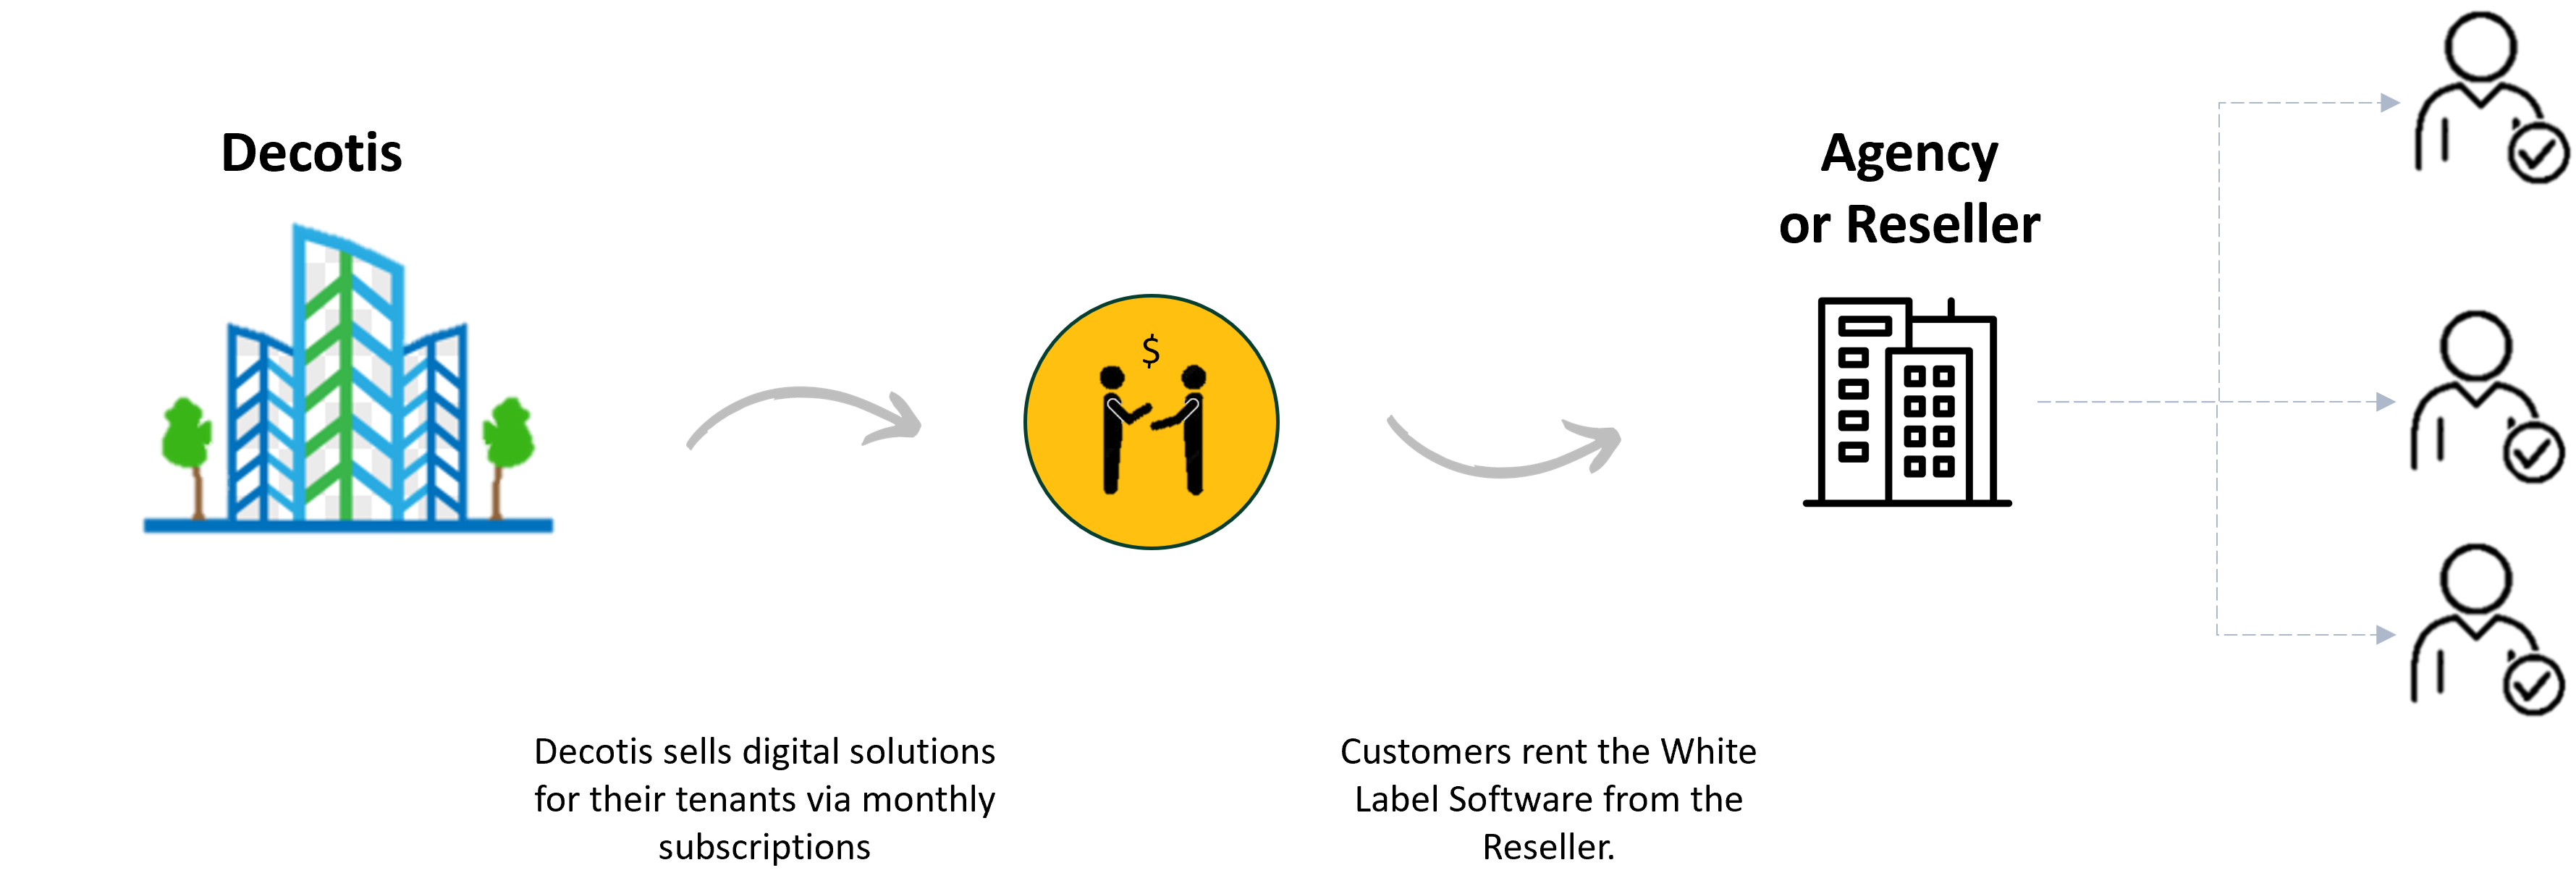 Decotis
Agency
or Reseller
$
Decotis sells digital solutions
for their tenants via monthly
subscriptions
Customers rent the White
Label Software from the
Reseller.